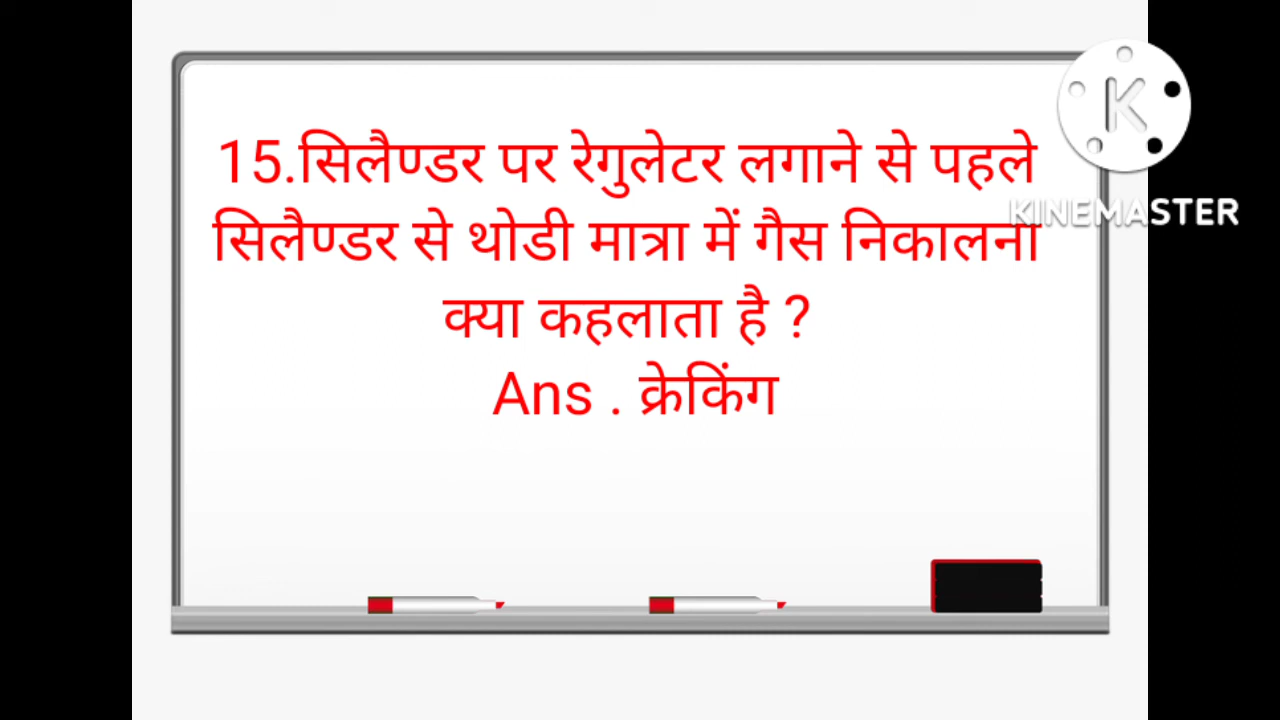 15.सिलैण्डर पर रेगुलेटर लगाने से पहले
सिलैण्डर से थोडी मात्रा में गैस निकालना
क्या कहलाता है ?
Ans . क्रेकिंग
K
KINEMASTER